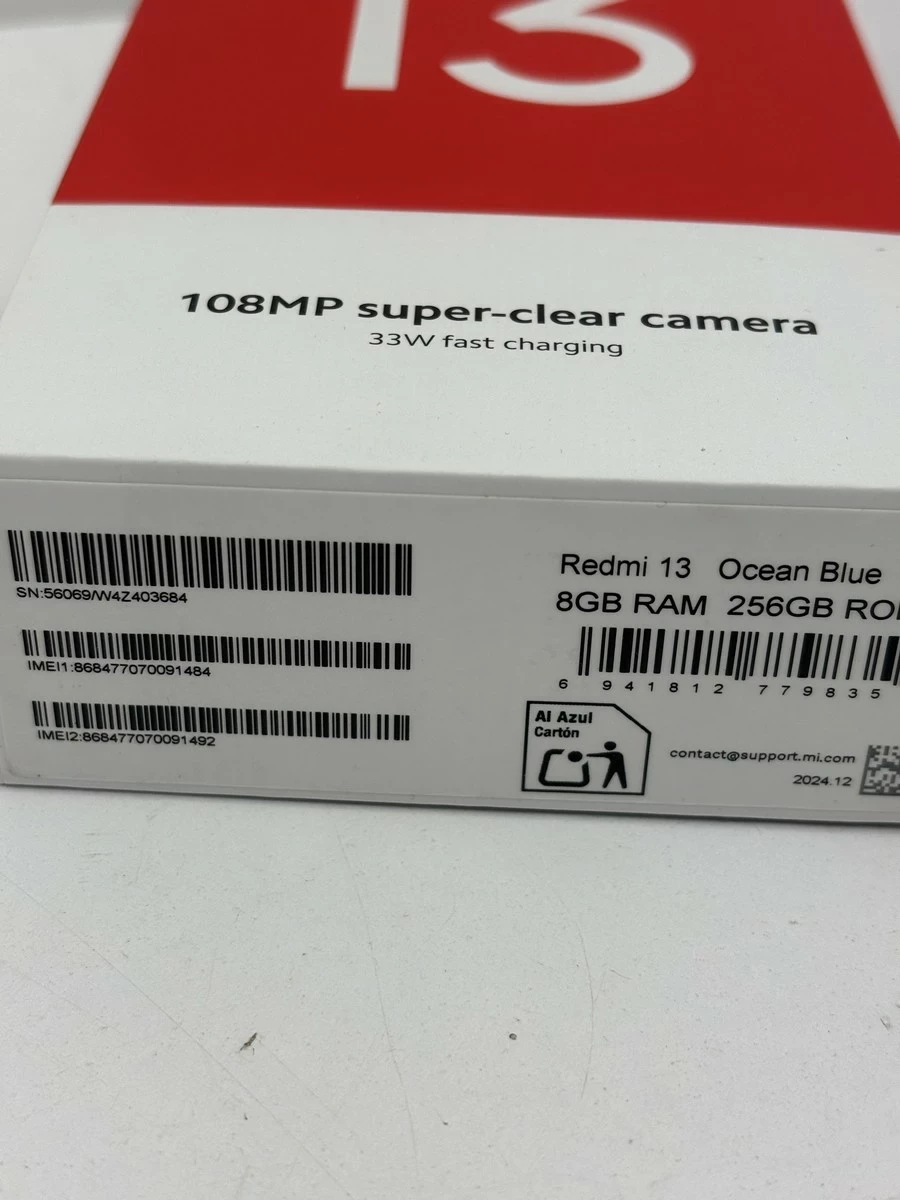 13
108MP super-clear camera
33W fast charging
SN:56069/W4Z403684
IMEI1:868477070091484
IMEI2:868477070091492
Redmi 13 Ocean Blue
8GB RAM 256GB RO
6 941812 779835
Al Azul
Cartón
contact@support.mi.com
2024.12